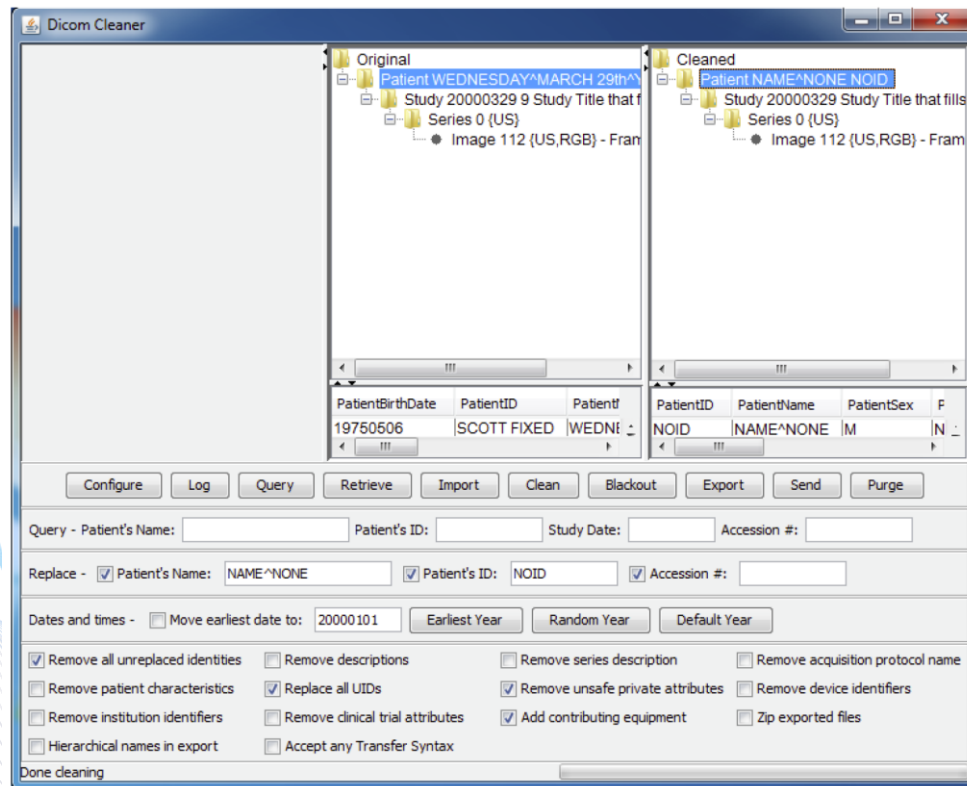 Dicom Cleaner
Original
Patient WEDNESDAY^MARCH 29th^Y
Study 20000329 9 Study Title that f
Series 0 {US}
Image 112 {US,RGB} - Fram
Cleaned
Patient NAME^NONE NOID
Study 20000329 Study Title that fills
Series 0 {US}
Image 112 {US,RGB} - Fram
PatientBirthDate PatientID Patient
19750506 SCOTT FIXED WEDNE
PatientID PatientName PatientSex P
NOID NAME^NONE M N
Configure Log Query Retrieve Import Clean Blackout Export Send Purge
Query - Patient's Name: Patient's ID: Study Date: Accession #:
Replace - Patient's Name: NAME^NONE Patient's ID: NOID Accession #:
Dates and times - Move earliest date to: 20000101 Earliest Year Random Year Default Year
Remove all unreplaced identities Remove descriptions Remove series description Remove acquisition protocol name
Remove patient characteristics Replace all UIDs Remove unsafe private attributes Remove device identifiers
Remove institution identifiers Remove clinical trial attributes Add contributing equipment Zip exported files
Hierarchical names in export Accept any Transfer Syntax
Done cleaning